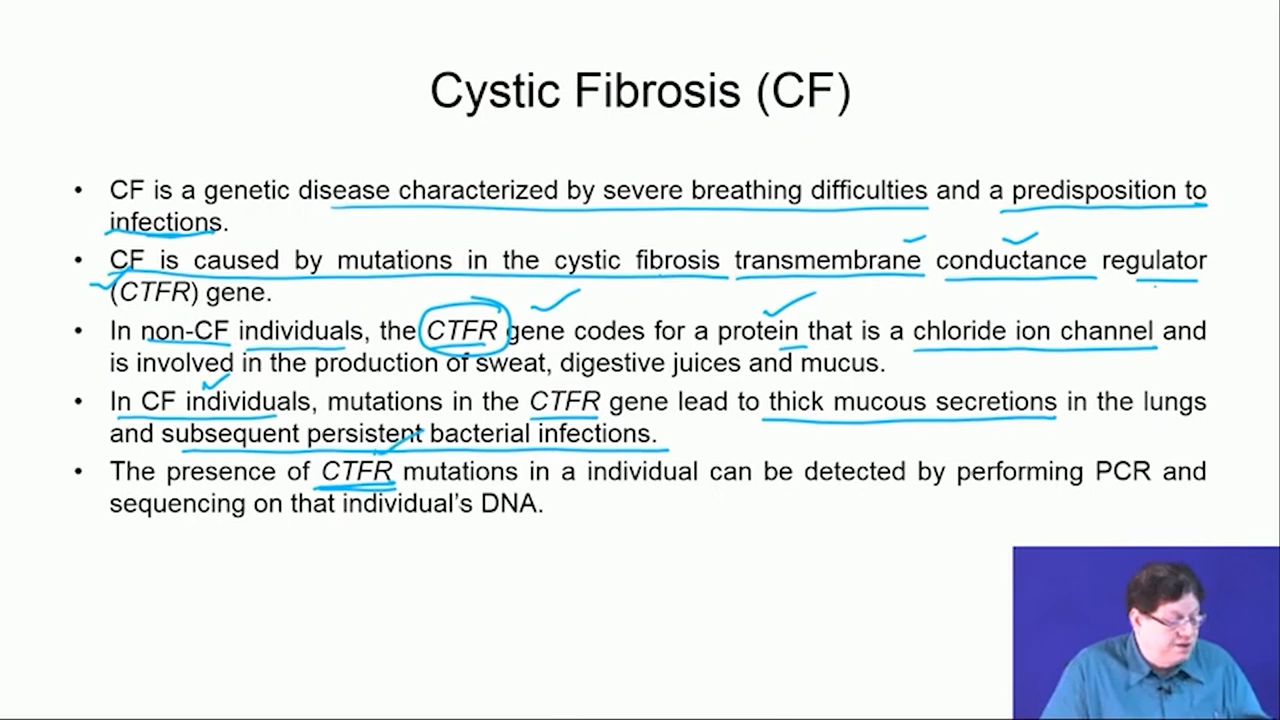 Cystic Fibrosis (CF)
• CF is a genetic disease characterized by severe breathing difficulties and a predisposition to
infections.
• CF is caused by mutations in the cystic fibrosis transmembrane conductance regulator
(CTFR) gene.
• In non-CF individuals, the CTFR gene codes for a protein that is a chloride ion channel and
is involved in the production of sweat, digestive juices and mucus.
• In CF individuals, mutations in the CTFR gene lead to thick mucous secretions in the lungs
and subsequent persistent bacterial infections.
• The presence of CTFR mutations in a individual can be detected by performing PCR and
sequencing on that individual's DNA.